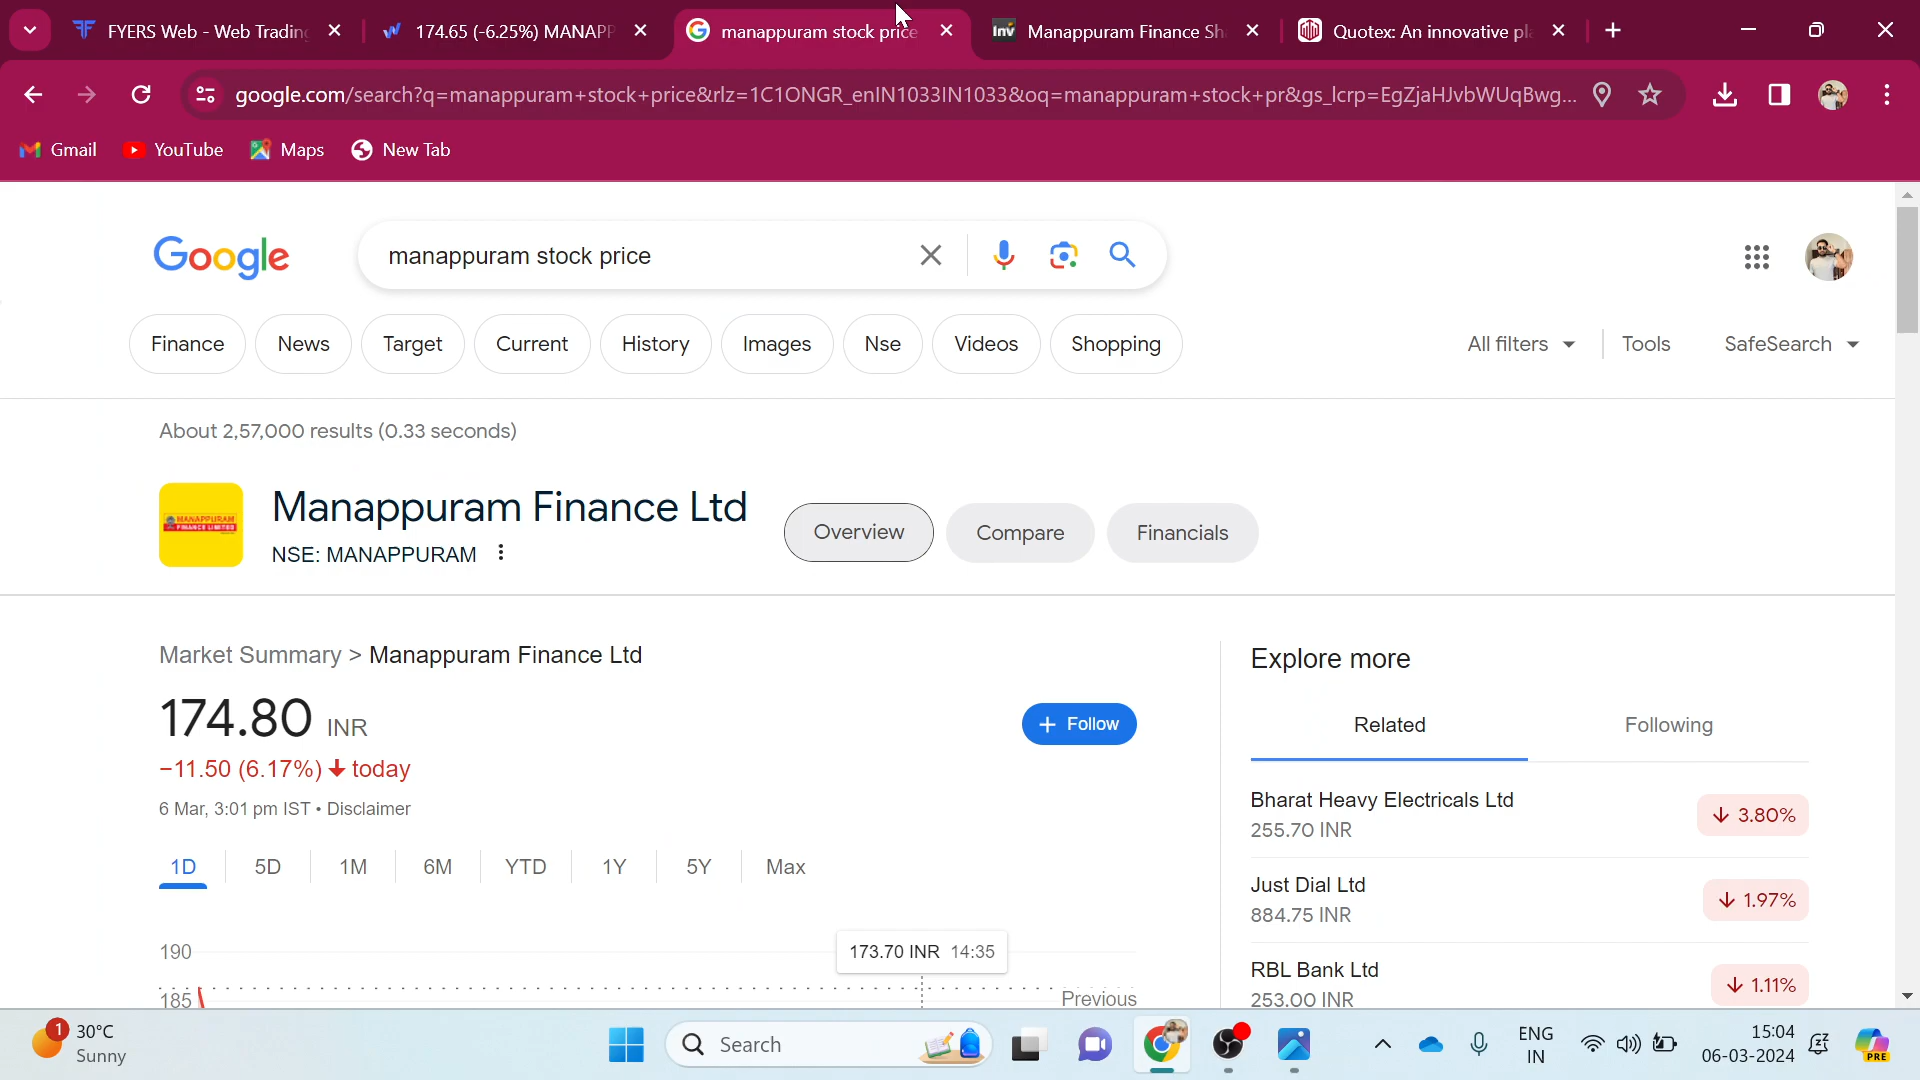 FYERS Web - Web Trading
174.65 (-6.25%) MANAPP
manappuram stock price
Inv Manappuram Finance Sh
Quotex: An innovative pl
google.com/search?q=manappuram+stock+price&rlz=1C1ONGR_enIN1033IN1033&oq=manappuram+stock+pr&gs_lcrp=EgZjaHJvbWUqBwg...
Gmail YouTube Maps New Tab
Google
manappuram stock price
Finance News Target Current History Images Nse Videos Shopping
All filters Tools SafeSearch
About 2,57,000 results (0.33 seconds)
MANAPPURAM
FINANCE LIMITED
Manappuram Finance Ltd
NSE: MANAPPURAM
Overview Compare Financials
Market Summary > Manappuram Finance Ltd
174.80 INR
+ Follow
−11.50 (6.17%) ↓ today
6 Mar, 3:01 pm IST • Disclaimer
1D 5D 1M 6M YTD 1Y 5Y Max
190
173.70 INR 14:35
185
Previous
Explore more
Related Following
Bharat Heavy Electricals Ltd
255.70 INR
↓ 3.80%
Just Dial Ltd
884.75 INR
↓ 1.97%
RBL Bank Ltd
253.00 INR
↓ 1.11%
1
30°C
Sunny
Search
ENG
IN
15:04
06-03-2024
PRE